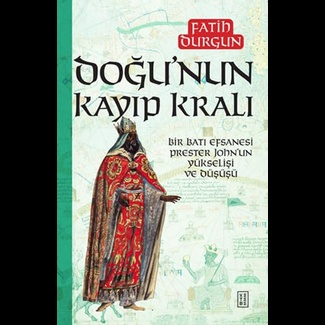 FATİH
DURGUN
DOĞU'NUN
KAYIP KRALI
BİR BATI EFSANESİ
PRESTER JOHN'UN
YÜKSELİŞİ
VE DÜŞÜŞÜ